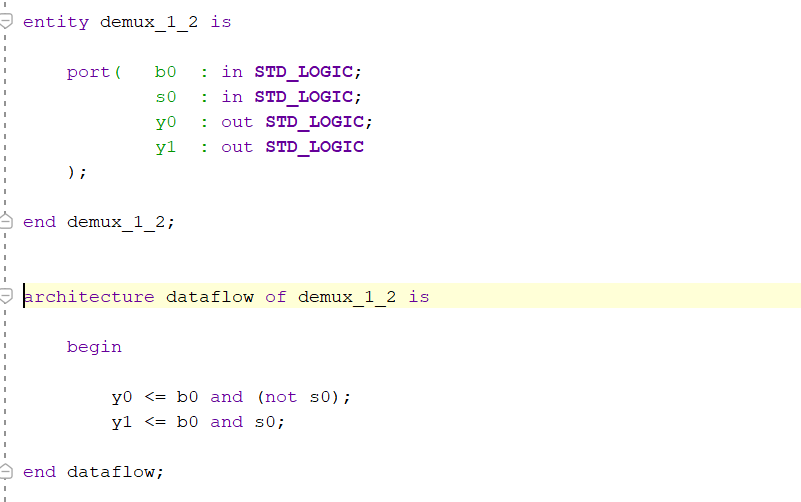 entity demux_1_2 is
port( b0 : in STD_LOGIC;
s0 : in STD_LOGIC;
y0 : out STD_LOGIC;
y1 : out STD_LOGIC
);
end demux_1_2;
architecture dataflow of demux_1_2 is
begin
y0 <= b0 and (not s0);
y1 <= b0 and s0;
end dataflow;